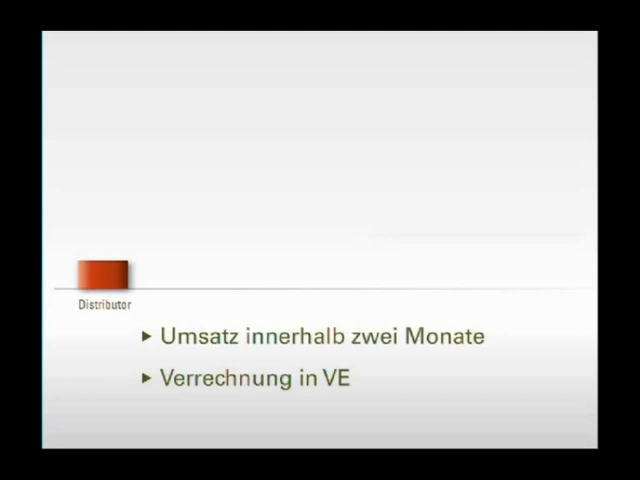 Distributor
Umsatz innerhalb zwei Monate
Verrechnung in VE